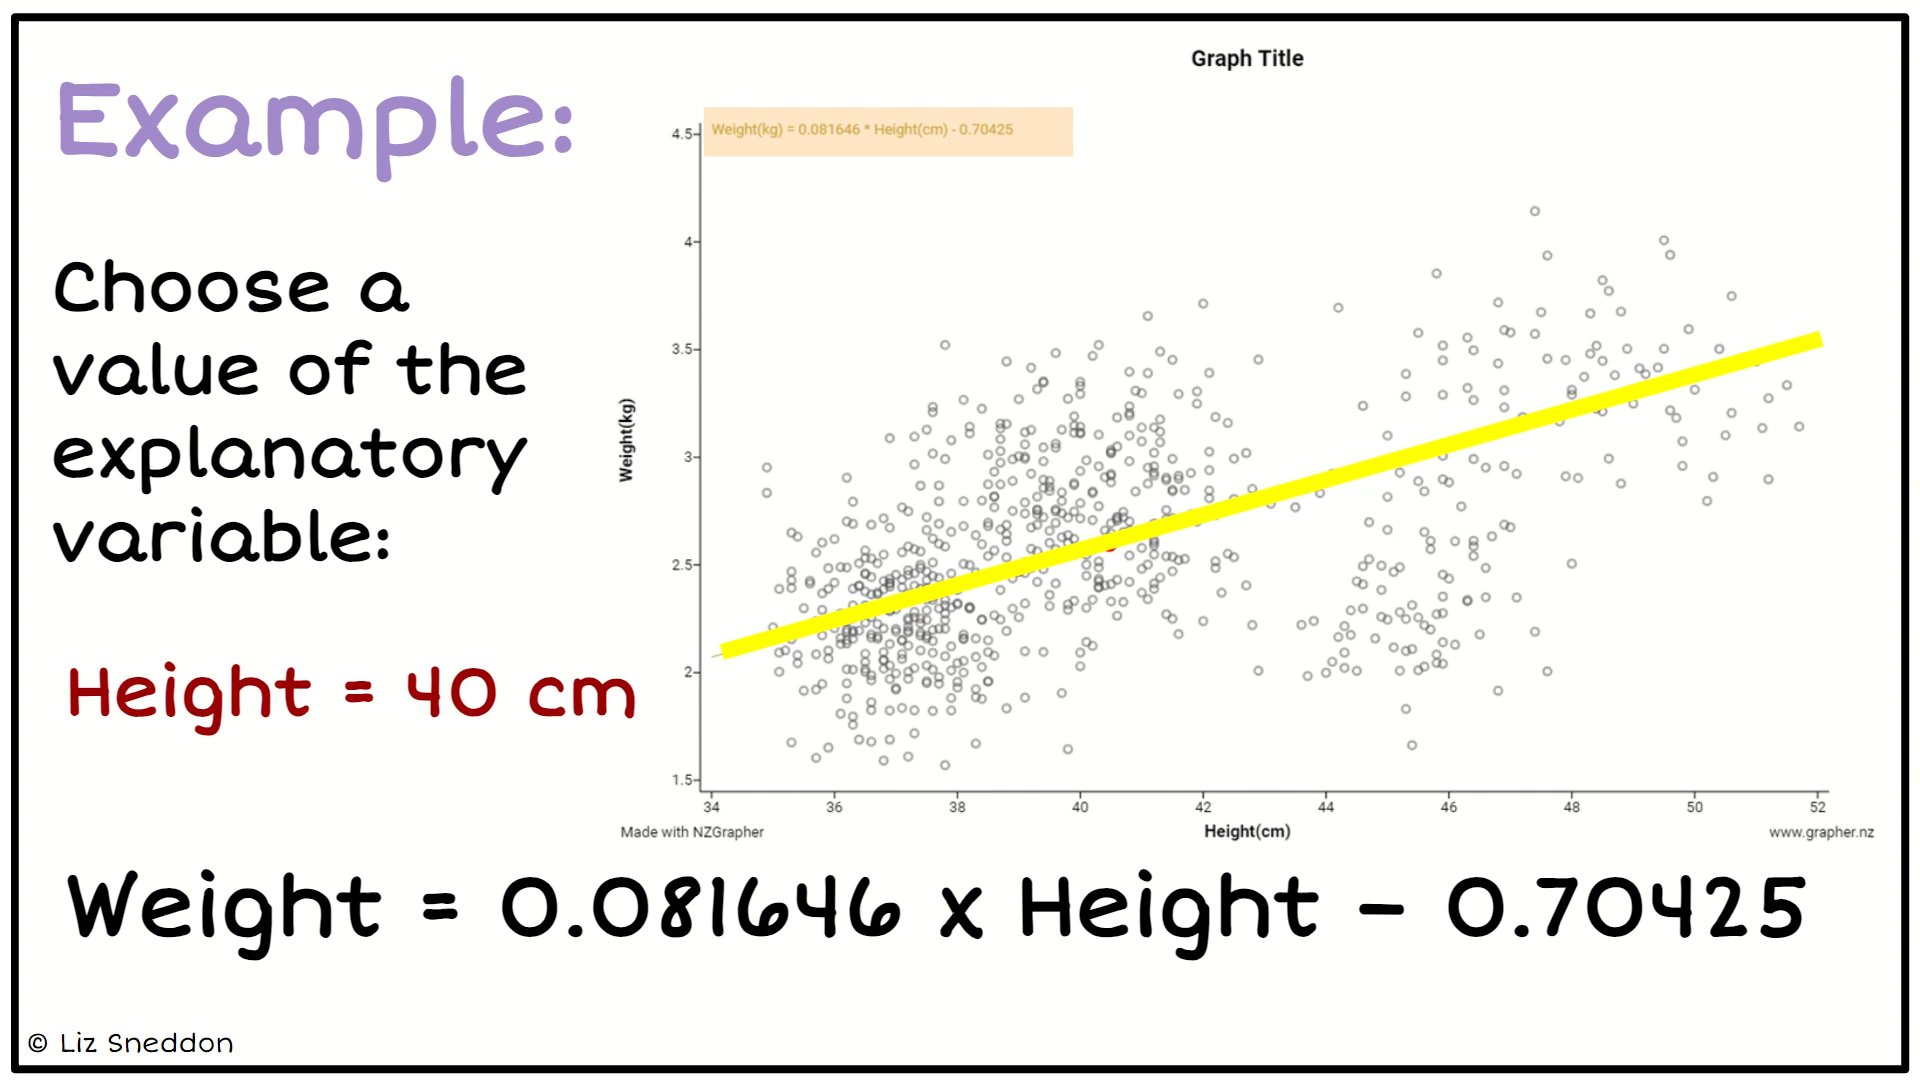 Graph Title
Example:
Weight(kg) = 0.081646 * Height(cm) - 0.70425
Choose a
value of the
explanatory
variable:
Height = 40 cm
Weight(kg)
4.5
4
3.5
3
2.5
2
1.5
34 36 38 40 42 44 46 48 50 52
Made with NZGrapher Height(cm) www.grapher.nz
Weight = 0.081646 x Height - 0.70425
© Liz Sneddon